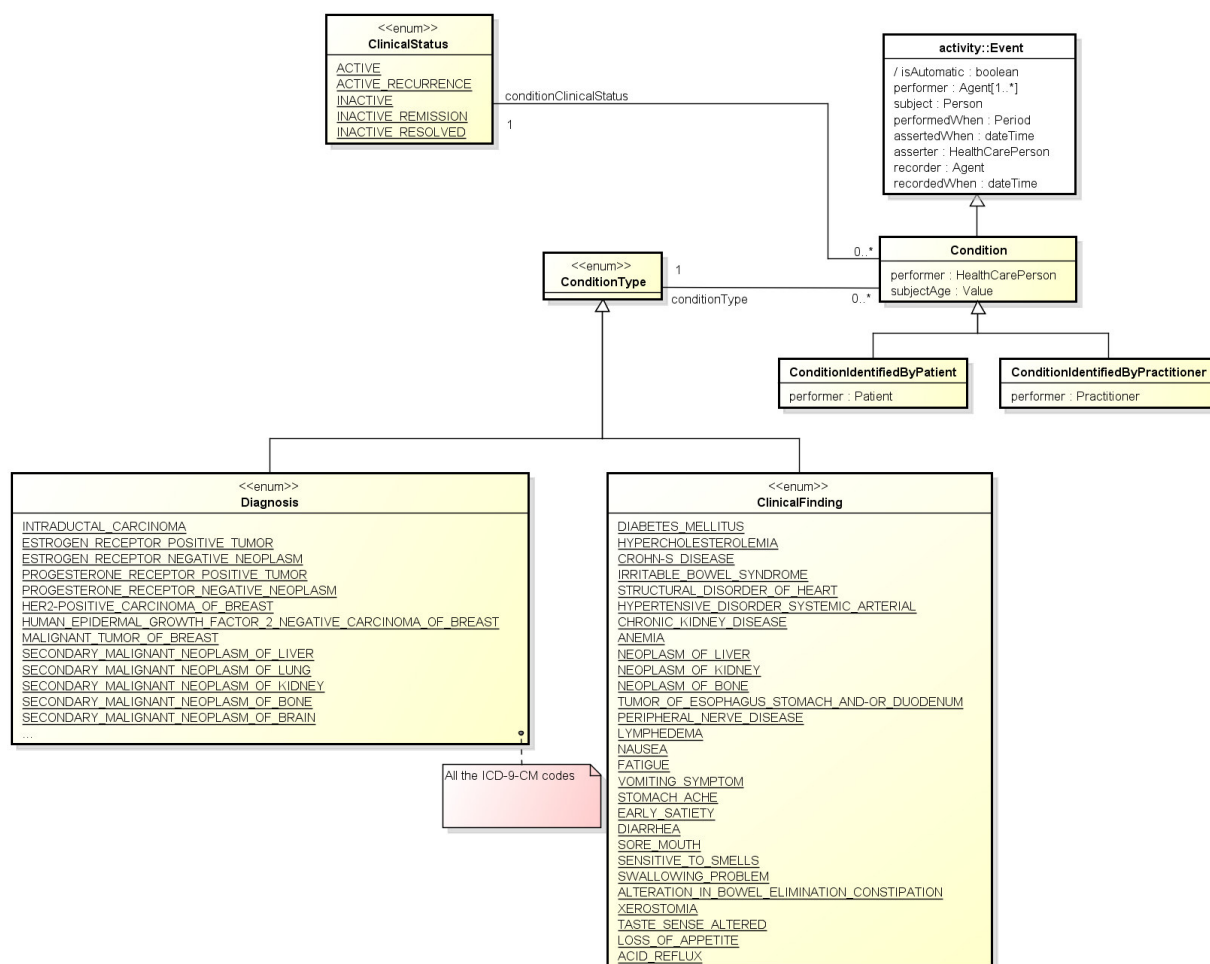 <<enum>>
ClinicalStatus
ACTIVE
ACTIVE_RECURRENCE
INACTIVE
INACTIVE_REMISSION
INACTIVE_RESOLVED
conditionClinicalStatus
1
activity::Event
/ isAutomatic : boolean
performer : Agent[1..*]
subject : Person
performedWhen : Period
assertedWhen : dateTime
asserter : HealthCarePerson
recorder : Agent
recordedWhen : dateTime
0..*
<<enum>>
ConditionType
1
conditionType
0..*
Condition
performer : HealthCarePerson
subjectAge : Value
ConditionIdentifiedByPatient
performer : Patient
ConditionIdentifiedByPractitioner
performer : Practitioner
<<enum>>
Diagnosis
INTRADUCTAL_CARCINOMA
ESTROGEN_RECEPTOR_POSITIVE_TUMOR
ESTROGEN_RECEPTOR_NEGATIVE_NEOPLASM
PROGESTERONE_RECEPTOR_POSITIVE_TUMOR
PROGESTERONE_RECEPTOR_NEGATIVE_NEOPLASM
HER2-POSITIVE_CARCINOMA_OF_BREAST
HUMAN_EPIDERMAL_GROWTH_FACTOR_2_NEGATIVE_CARCINOMA_OF_BREAST
MALIGNANT_TUMOR_OF_BREAST
SECONDARY_MALIGNANT_NEOPLASM_OF_LIVER
SECONDARY_MALIGNANT_NEOPLASM_OF_LUNG
SECONDARY_MALIGNANT_NEOPLASM_OF_KIDNEY
SECONDARY_MALIGNANT_NEOPLASM_OF_BONE
SECONDARY_MALIGNANT_NEOPLASM_OF_BRAIN
...
All the ICD-9-CM codes
<<enum>>
ClinicalFinding
DIABETES_MELLITUS
HYPERCHOLESTEROLEMIA
CROHN-S_DISEASE
IRRITABLE_BOWEL_SYNDROME
STRUCTURAL_DISORDER_OF_HEART
HYPERTENSIVE_DISORDER_SYSTEMIC_ARTERIAL
CHRONIC_KIDNEY_DISEASE
ANEMIA
NEOPLASM_OF_LIVER
NEOPLASM_OF_KIDNEY
NEOPLASM_OF_BONE
TUMOR_OF_ESOPHAGUS_STOMACH_AND-OR_DUODENUM
PERIPHERAL_NERVE_DISEASE
LYMPHEDEMA
NAUSEA
FATIGUE
VOMITING_SYMPTOM
STOMACH_ACHE
EARLY_SATIETY
DIARRHEA
SORE_MOUTH
SENSITIVE_TO_SMELLS
SWALLOWING_PROBLEM
ALTERATION_IN_BOWEL_ELIMINATION_CONSTIPATION
XEROSTOMIA
TASTE_SENSE_ALTERED
LOSS_OF_APPETITE
ACID_REFLUX